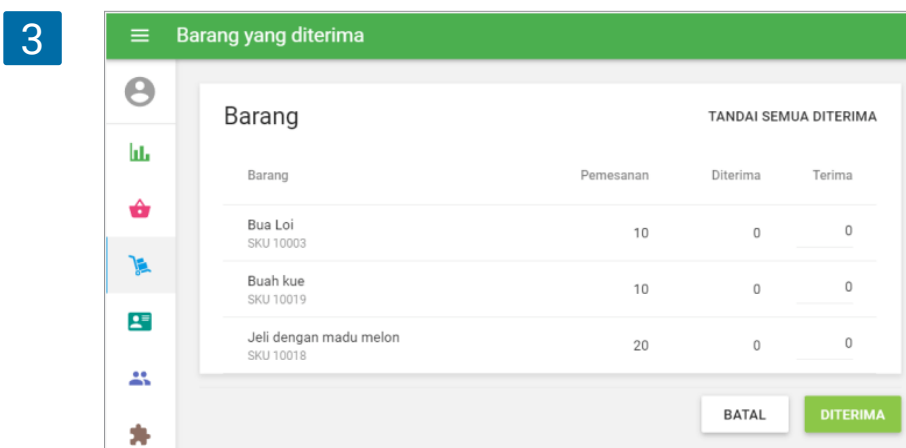 3
Barang yang diterima
Barang
TANDAI SEMUA DITERIMA
Barang Pemesanan Diterima Terima
Bua Loi 10 0 0
SKU 10003
Buah kue 10 0 0
SKU 10019
Jeli dengan madu melon 20 0 0
SKU 10018
BATAL DITERIMA